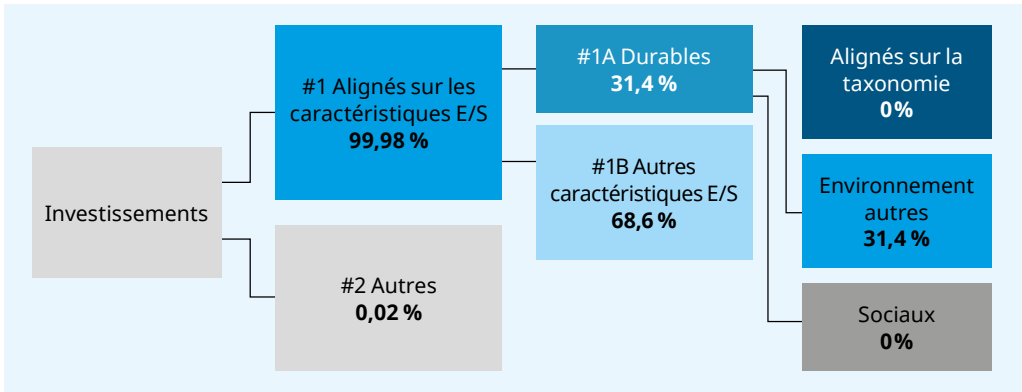 Investissements
#1 Alignés sur les
caractéristiques E/S
99,98 %
#2 Autres
0,02 %
#1A Durables
31,4 %
#1B Autres
caractéristiques E/S
68,6 %
Alignés sur la
taxonomie
0%
Environnement
autres
31,4 %
Sociaux
0%